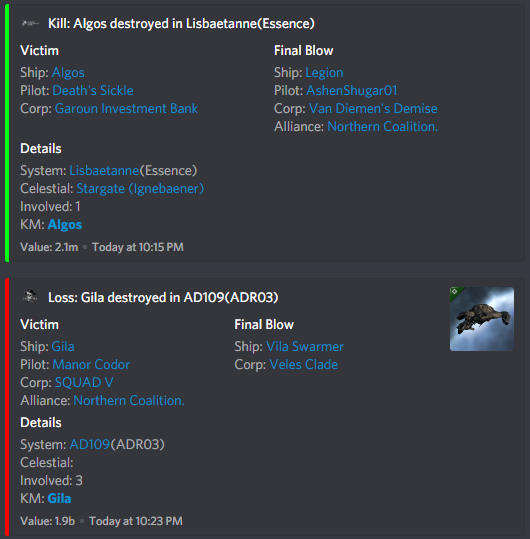 Kill: Algos destroyed in Lisbaetanne(Essence)
Victim
Ship: Algos
Pilot: Death's Sickle
Corp: Garoun Investment Bank
Final Blow
Ship: Legion
Pilot: AshenShugar01
Corp: Van Diemen's Demise
Alliance: Northern Coalition.
Details
System: Lisbaetanne(Essence)
Celestial: Stargate (Ignebaener)
Involved: 1
KM: Algos
Value: 2.1m • Today at 10:15 PM
Loss: Gila destroyed in AD109(ADR03)
Victim
Ship: Gila
Pilot: Manor Codor
Corp: SQUAD V
Alliance: Northern Coalition.
Final Blow
Ship: Vila Swarmer
Corp: Veles Clade
Details
System: AD109(ADR03)
Celestial:
Involved: 3
KM: Gila
Value: 1.9b • Today at 10:23 PM